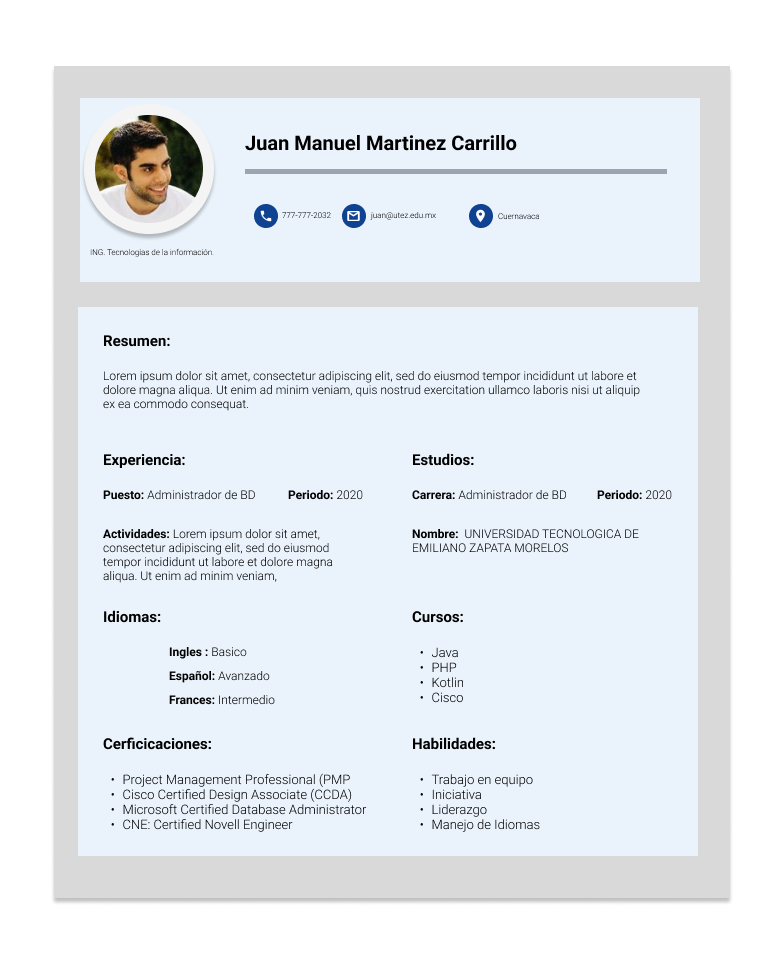 Juan Manuel Martinez Carrillo
777-777-2032
juan@utez.edu.mx
Cuernavaca
ING. Tecnologías de la información.
Resumen:
Lorem ipsum dolor sit amet, consectetur adipiscing elit, sed do eiusmod tempor incididunt ut labore et
dolore magna aliqua. Ut enim ad minim veniam, quis nostrud exercitation ullamco laboris nisi ut aliquip
ex ea commodo consequat.
Experiencia:
Puesto: Administrador de BD Periodo: 2020
Actividades: Lorem ipsum dolor sit amet,
consectetur adipiscing elit, sed do eiusmod
tempor incididunt ut labore et dolore magna
aliqua. Ut enim ad minim veniam,
Estudios:
Carrera: Administrador de BD Periodo: 2020
Nombre: UNIVERSIDAD TECNOLOGICA DE
EMILIANO ZAPATA MORELOS
Idiomas:
Ingles : Basico
Español: Avanzado
Frances: Intermedio
Cursos:
• Java
• PHP
• Kotlin
• Cisco
Cerficicaciones:
• Project Management Professional (PMP
• Cisco Certified Design Associate (CCDA)
• Microsoft Certified Database Administrator
• CNE: Certified Novell Engineer
Habilidades:
• Trabajo en equipo
• Iniciativa
• Liderazgo
• Manejo de Idiomas